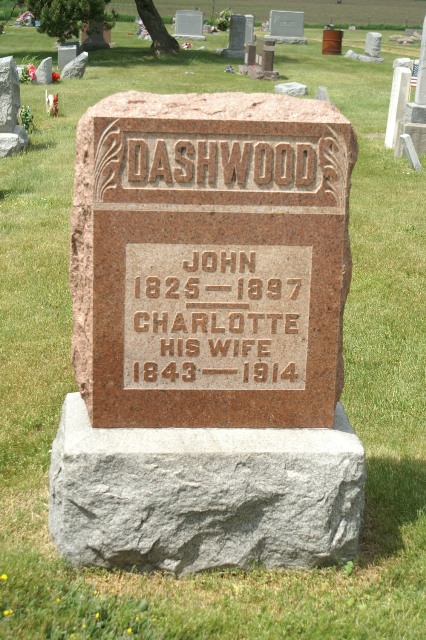 DASHWOOD
JOHN
1825—1897
CHARLOTTE
HIS WIFE
1843—1914